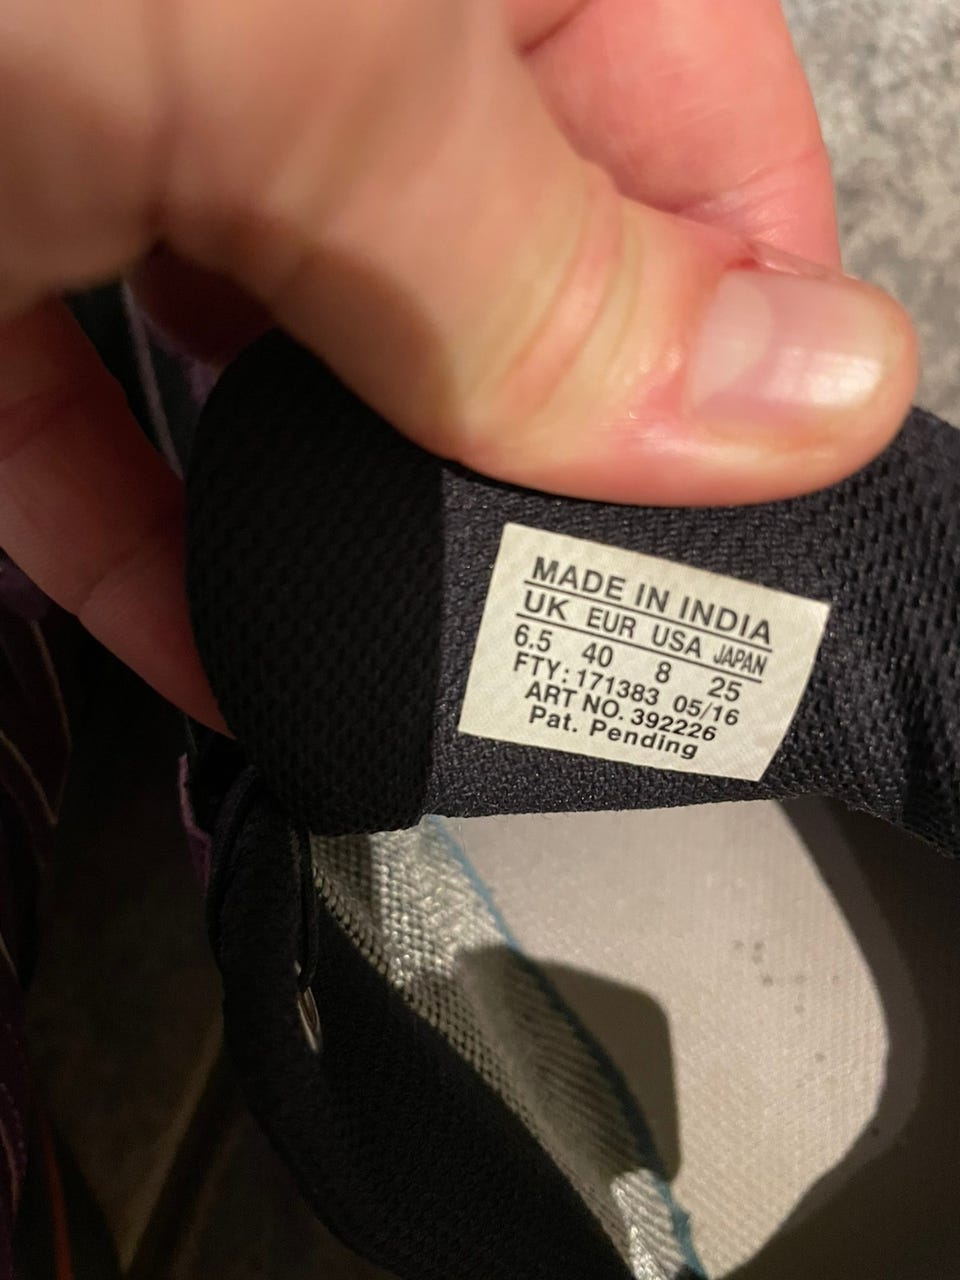 MADE IN INDIA
UK EUR USA JAPAN
6.5 40 8 25
FTY: 171383 05/16
ART NO. 392226
Pat. Pending